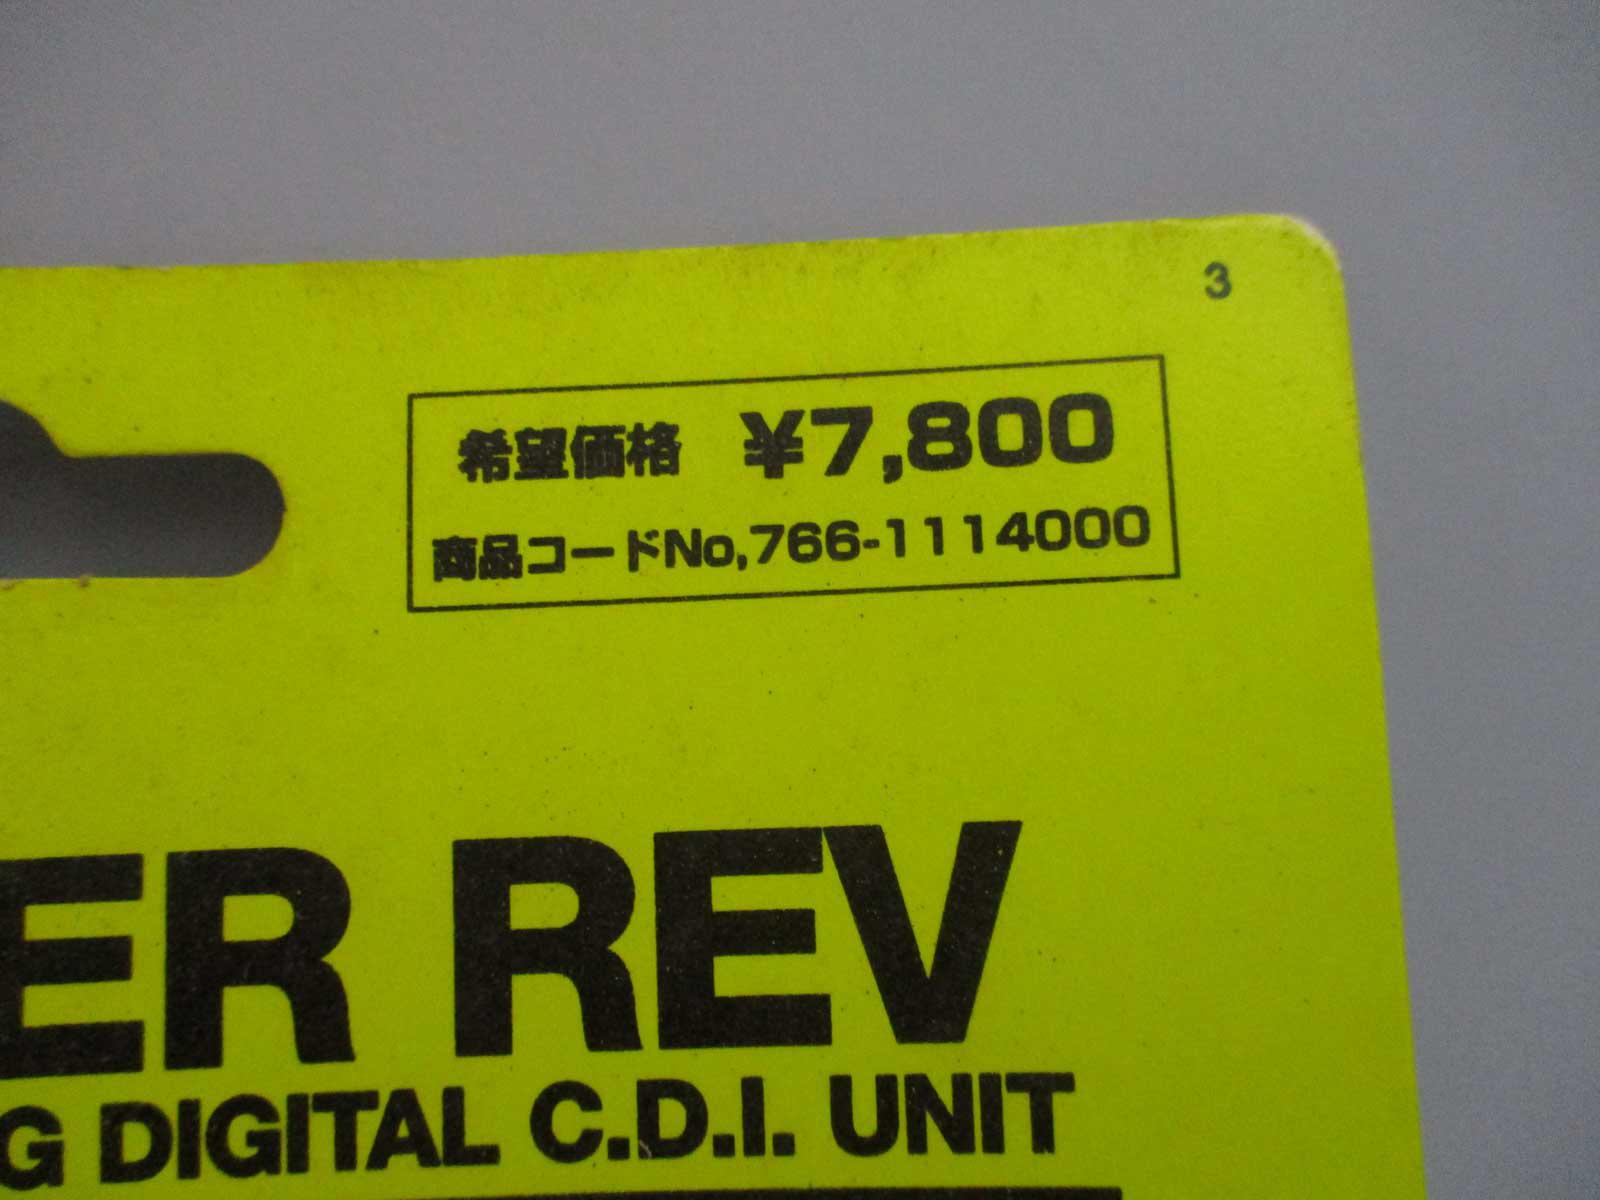 3
希望価格 ¥7,800
商品コードNo,766-1114000
ER REV
G DIGITAL C.D.I. UNIT